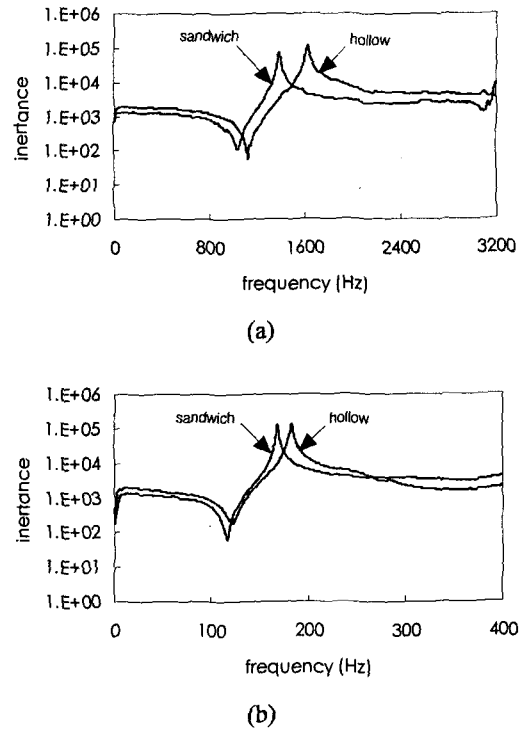 1.E+06
1.E+05
1.E+04
1.E+03
1.E+02
1.E+01
1.E+00
inertance
sandwich
hollow
0 800 1600 2400 3200
frequency (Hz)
(a)
1.E+06
1.E+05
1.E+04
1.E+03
1.E+02
1.E+01
1.E+00
inertance
sandwich
hollow
0 100 200 300 400
frequency (Hz)
(b)